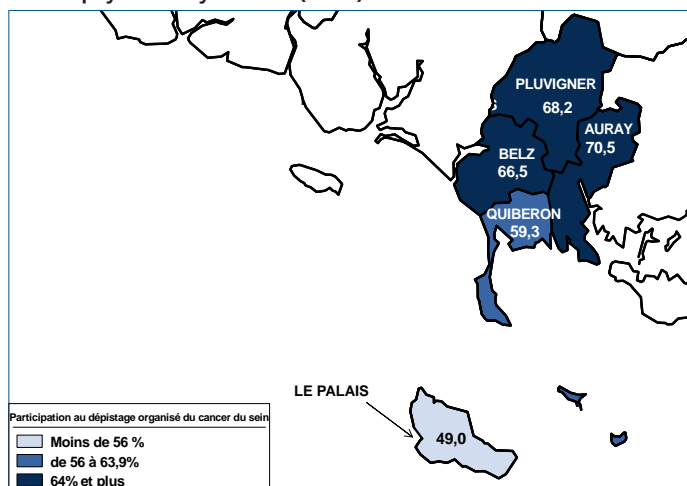 PLUVIGNER
68,2
AURAY
70,5
BELZ
66,5
QUIBERON
59,3
LE PALAIS
49,0
Participation au dépistage organisé du cancer du sein
Moins de 56 %
de 56 à 63,9%
64% et plus